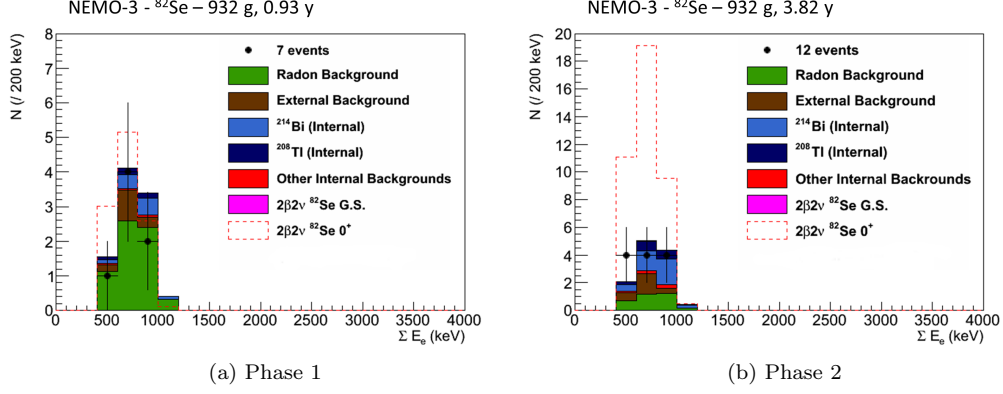 NEMO-3 - ⁸²Se – 932 g, 0.93 y
N (/ 200 keV)
8
7
6
5
4
3
2
1
0
7 events
Radon Background
External Background
²¹⁴Bi (Internal)
²⁰⁸Tl (Internal)
Other Internal Backgrounds
2β2ν ⁸²Se G.S.
2β2ν ⁸²Se 0⁺
0 500 1000 1500 2000 2500 3000 3500 4000
Σ Eₑ (keV)
(a) Phase 1
NEMO-3 - ⁸²Se – 932 g, 3.82 y
N (/ 200 keV)
20
18
16
14
12
10
8
6
4
2
0
12 events
Radon Background
External Background
²¹⁴Bi (Internal)
²⁰⁸Tl (Internal)
Other Internal Backrounds
2β2ν ⁸²Se G.S.
2β2ν ⁸²Se 0⁺
0 500 1000 1500 2000 2500 3000 3500 4000
Σ Eₑ (keV)
(b) Phase 2